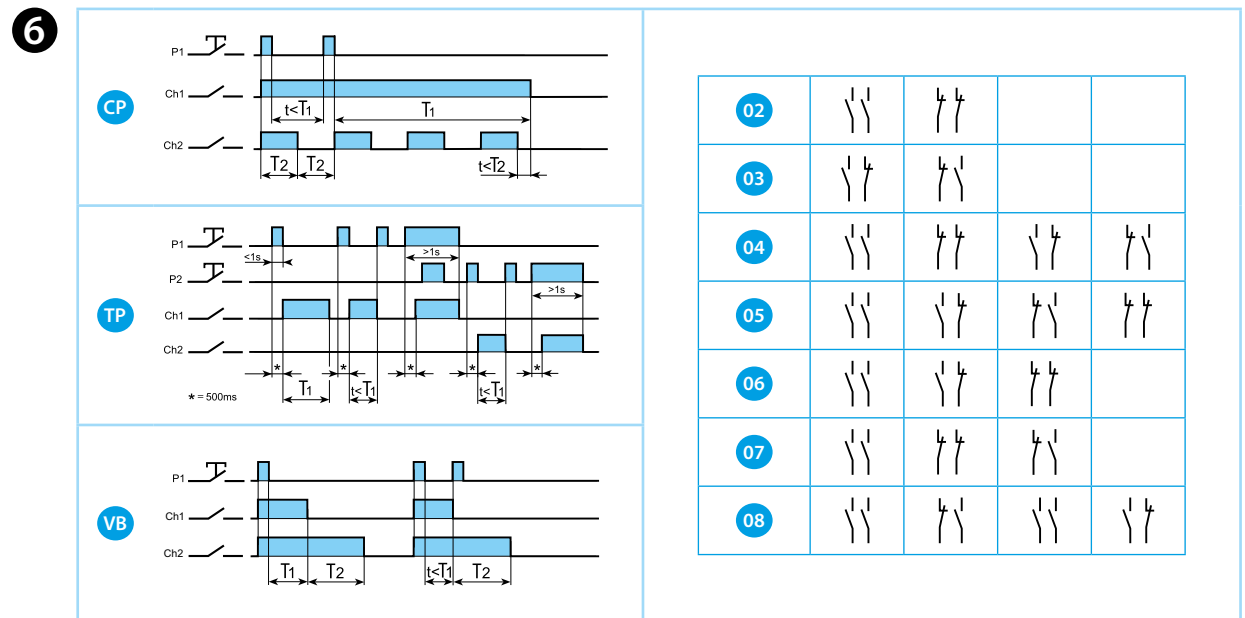 6
CP
P1
Ch1
t<T1
T1
Ch2
T2
T2
t<T2
TP
P1
<1s
>1s
P2
>1s
Ch1
Ch2
*
*
*
*
*
T1
t<T1
t<T1
* = 500ms
VB
P1
Ch1
Ch2
T1
T2
t<T1
T2
02
03
04
05
06
07
08